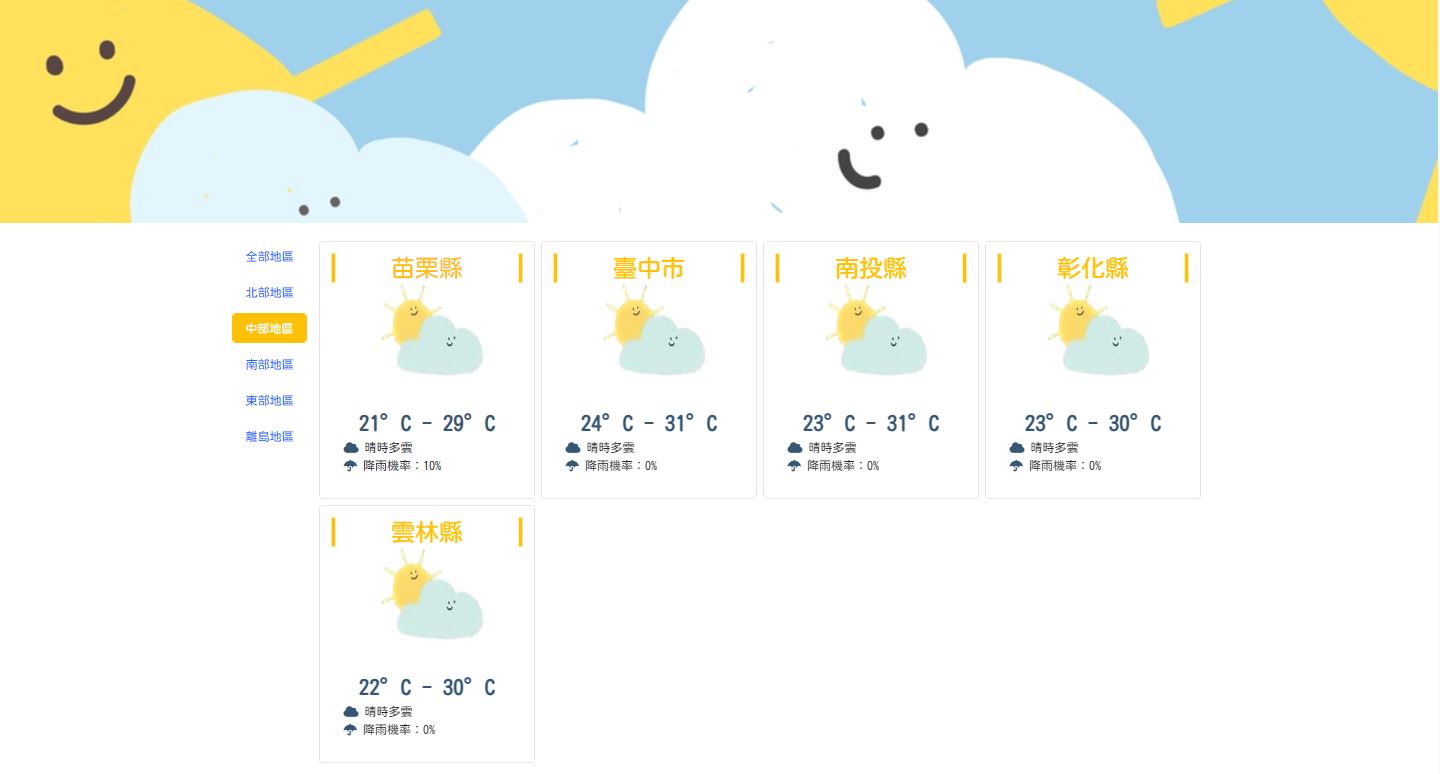 全部地區
北部地區
中部地區
南部地區
東部地區
離島地區
苗栗縣
21° C - 29° C
晴時多雲
降雨機率：10%
臺中市
24° C - 31° C
晴時多雲
降雨機率：0%
南投縣
23° C - 31° C
晴時多雲
降雨機率：0%
彰化縣
23° C - 30° C
晴時多雲
降雨機率：0%
雲林縣
22° C - 30° C
晴時多雲
降雨機率：0%